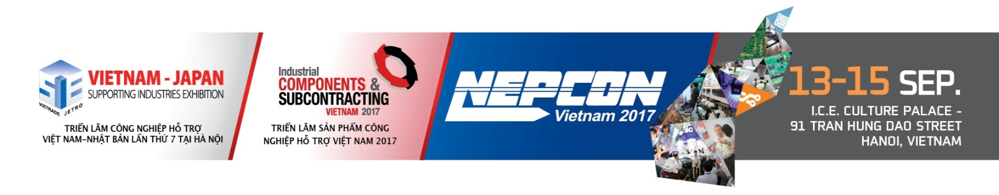 SIE
VIETRADE JETRO
VIETNAM - JAPAN
SUPPORTING INDUSTRIES EXHIBITION
TRIỂN LÃM CÔNG NGHIỆP HỖ TRỢ
VIỆT NAM-NHẬT BẢN LẦN THỨ 7 TẠI HÀ NỘI
Industrial
COMPONENTS &
SUBCONTRACTING
VIETNAM 2017
TRIỂN LÃM SẢN PHẨM CÔNG
NGHIỆP HỖ TRỢ VIỆT NAM 2017
NEPCON
Vietnam 2017
13-15 SEP.
I.C.E. CULTURE PALACE -
91 TRAN HUNG DAO STREET
HANOI, VIETNAM